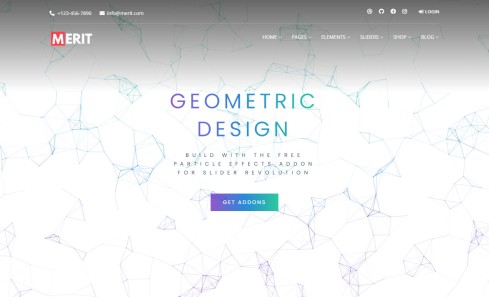 +123-456-7890 info@merit.com LOGIN
MERIT HOME PAGES ELEMENTS SLIDERS SHOP BLOG
GEOMETRIC
DESIGN
BUILD WITH THE FREE
PARTICLE EFFECTS ADDON
FOR SLIDER REVOLUTION
GET ADDONS